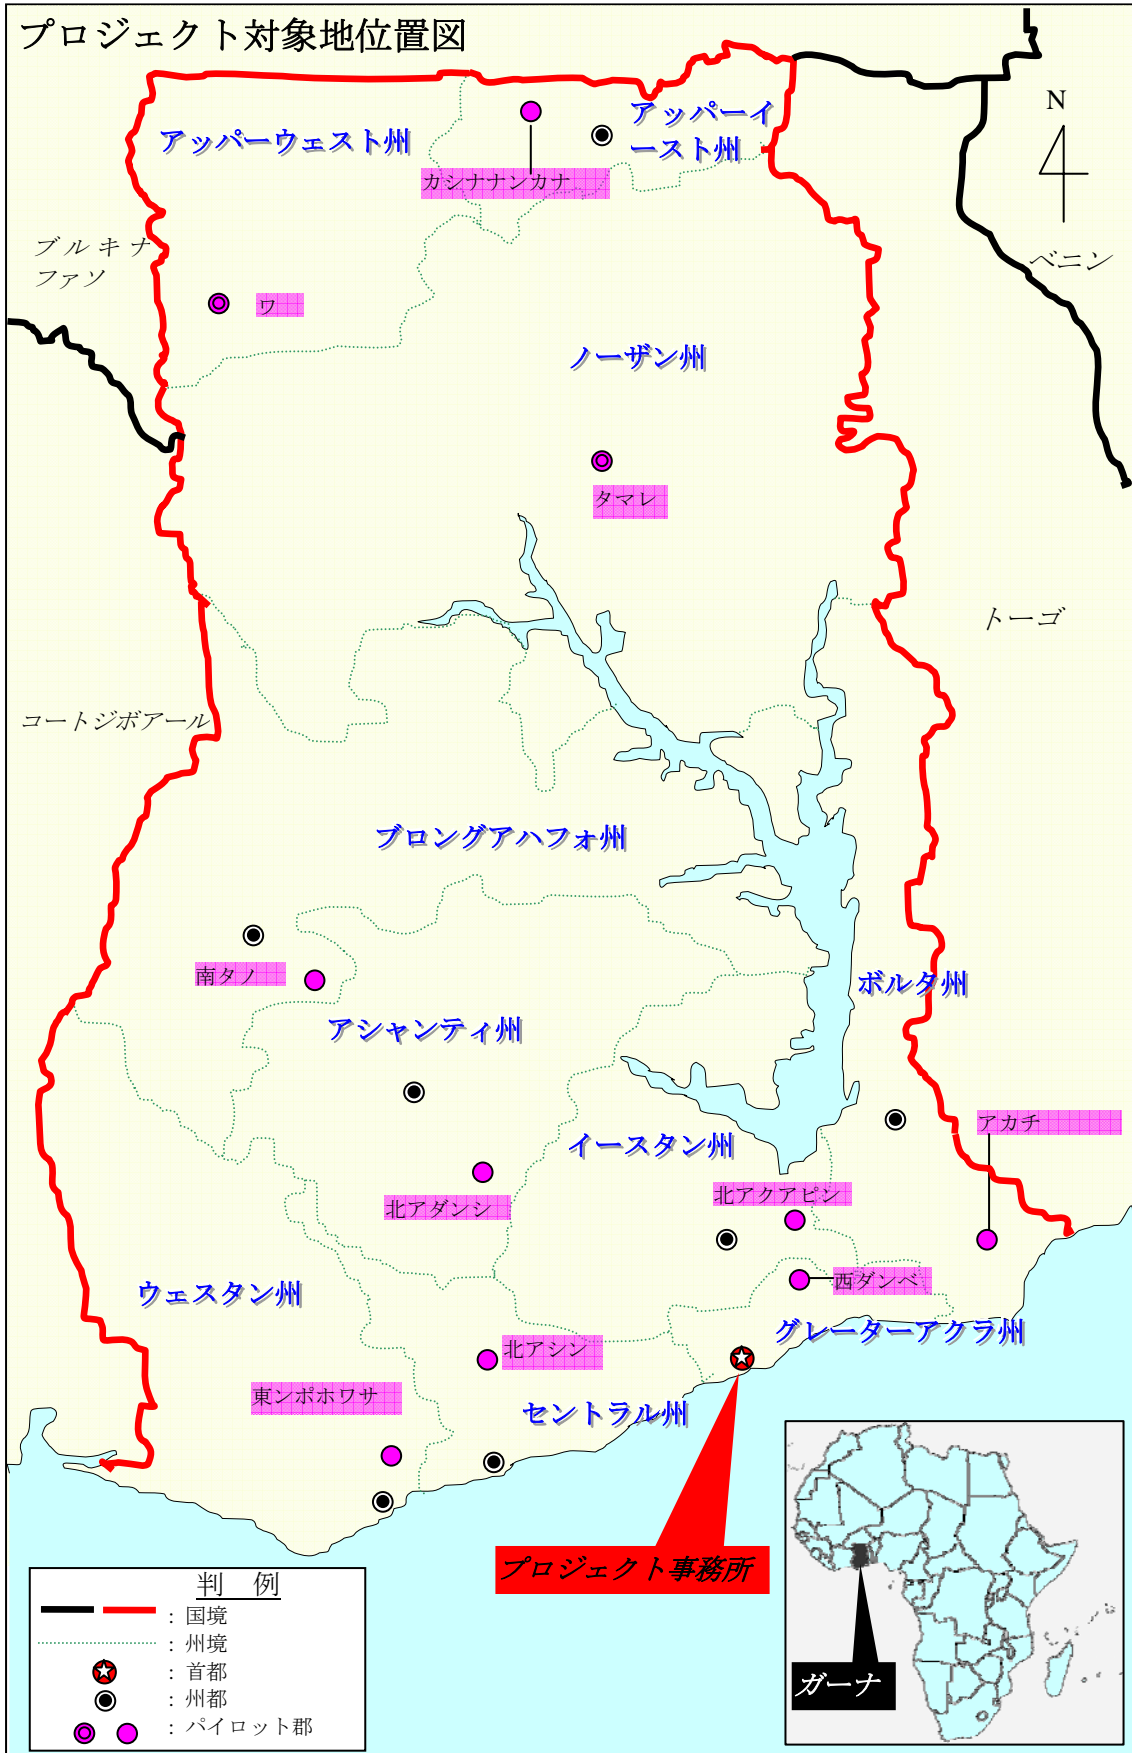 プロジェクト対象地位置図
N
アッパーウェスト州
アッパーイ
ースト州
カシナナンカナ
ブルキナ
ファソ
ベニン
ワ
ノーザン州
タマレ
トーゴ
コートジボアール
ブロングアハフォ州
南タノ
ボルタ州
アシャンティ州
アカチ
イースタン州
北アダンシ
北アクアピン
西ダンベ
ウェスタン州
グレーターアクラ州
北アシン
東ンポホワサ
セントラル州
プロジェクト事務所
ガーナ
判 例
: 国境
: 州境
: 首都
: 州都
: パイロット郡